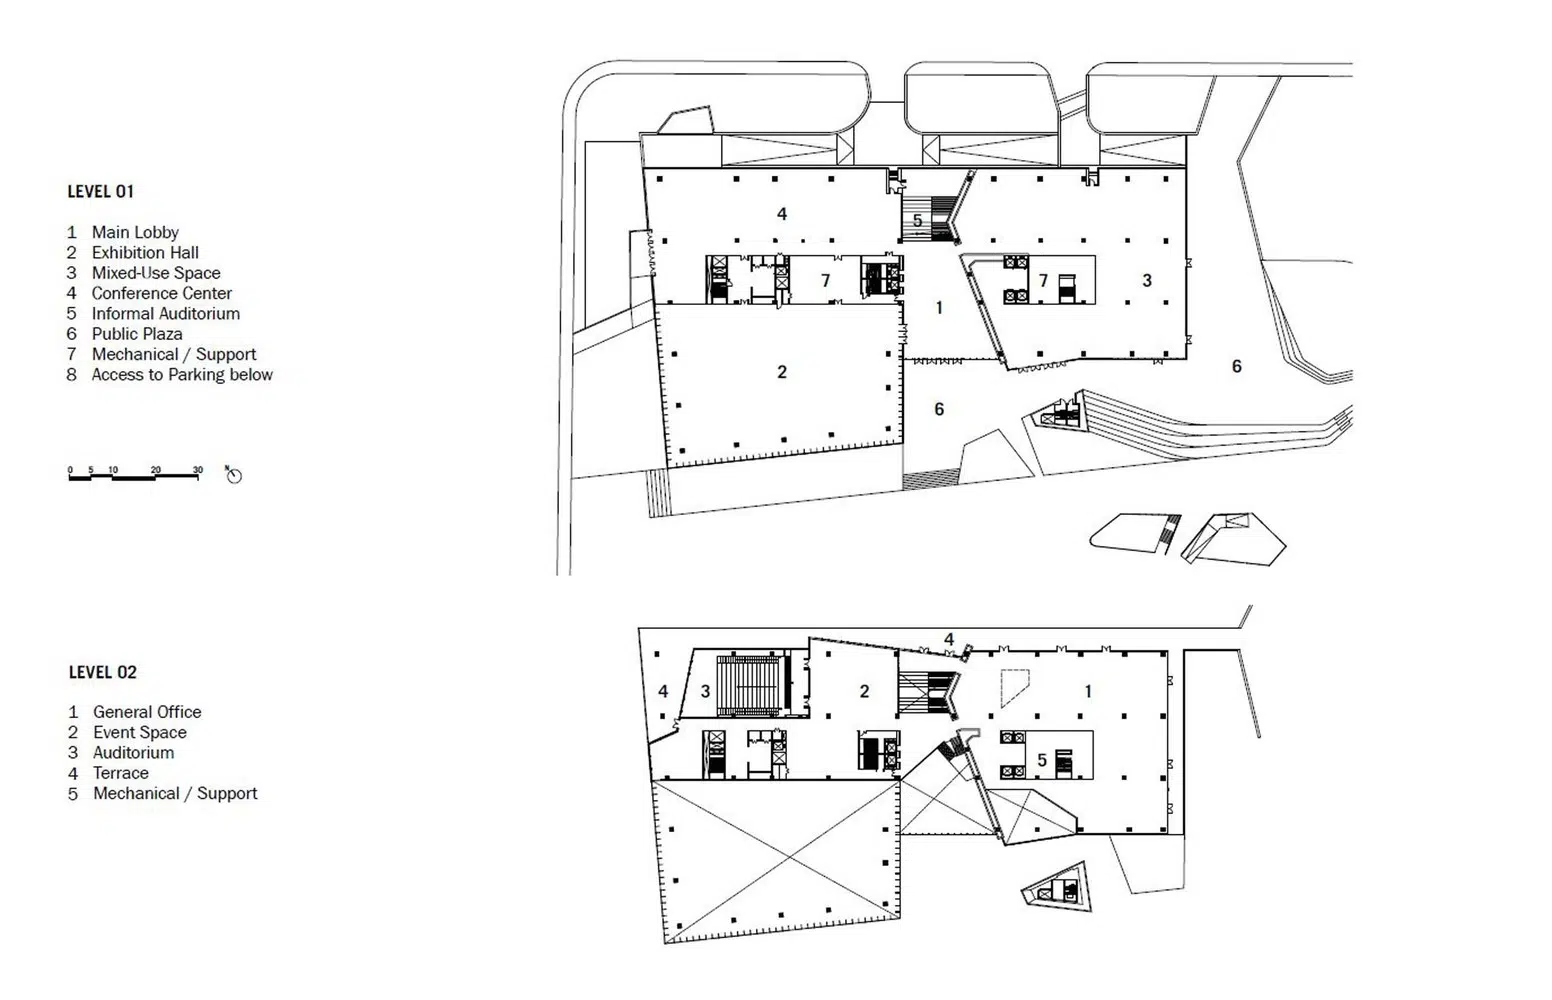 LEVEL 01
1 Main Lobby
2 Exhibition Hall
3 Mixed-Use Space
4 Conference Center
5 Informal Auditorium
6 Public Plaza
7 Mechanical / Support
8 Access to Parking below
0 5 10 20 30 N
4
5
7
7
3
1
2
6
6
LEVEL 02
1 General Office
2 Event Space
3 Auditorium
4 Terrace
5 Mechanical / Support
4
4
3
2
1
5